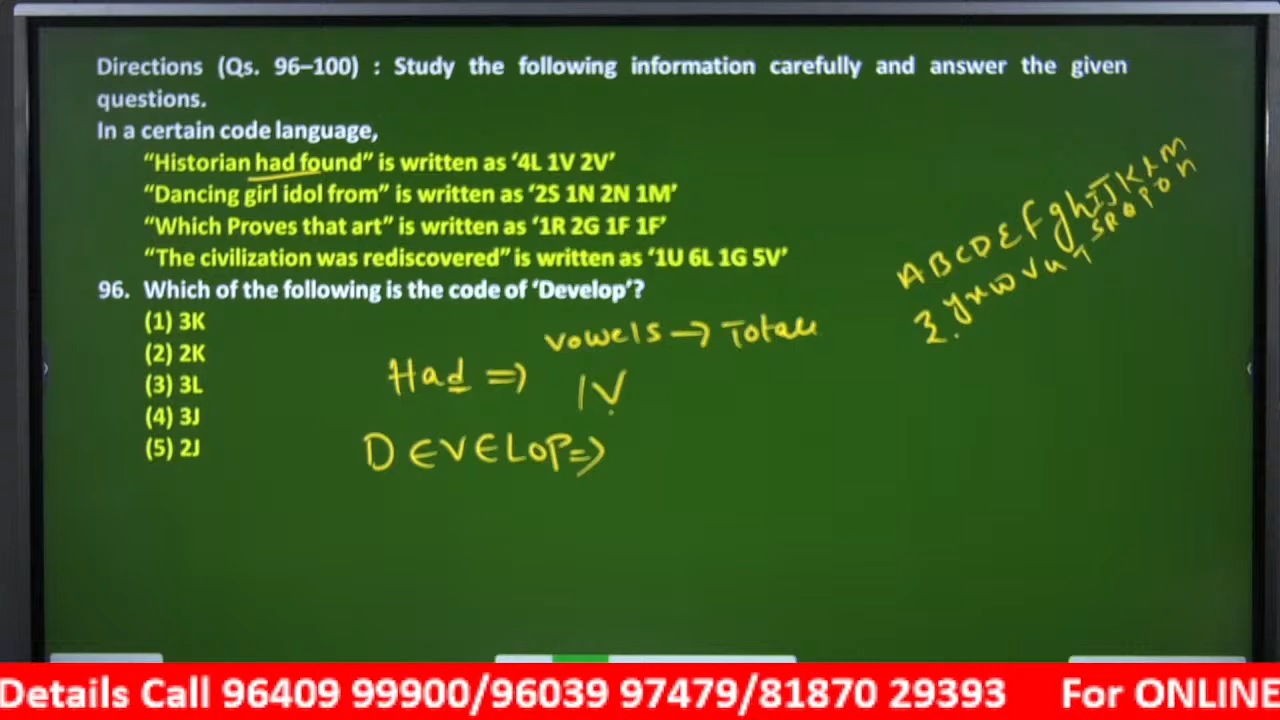 Directions (Qs. 96–100) : Study the following information carefully and answer the given
questions.
In a certain code language,
“Historian had found” is written as ‘4L 1V 2V’
“Dancing girl idol from” is written as ‘2S 1N 2N 1M’
“Which Proves that art” is written as ‘1R 2G 1F 1F’
“The civilization was rediscovered” is written as ‘1U 6L 1G 5V’
96. Which of the following is the code of ‘Develop’?
(1) 3K
(2) 2K
(3) 3L
(4) 3J
(5) 2J
vowels → Total
Had ⇒ 1V
DEVELOP ⇒
A B C D E F g h I J K L M
Z y x w v u T S R Q P O N
Details Call 96409 99900/96039 97479/81870 29393 For ONLINE